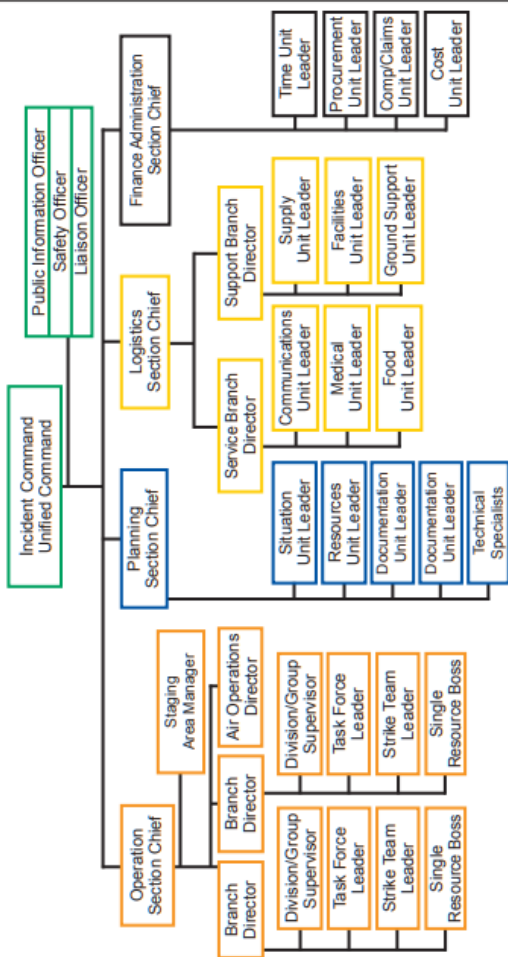 Incident Command
Unified Command
Public Information Officer
Safety Officer
Liaison Officer
Operation
Section Chief
Planning
Section Chief
Logistics
Section Chief
Finance Administration
Section Chief
Staging
Area Manager
Branch
Director
Branch
Director
Air Operations
Director
Division/Group
Supervisor
Task Force
Leader
Strike Team
Leader
Single
Resource Boss
Division/Group
Supervisor
Task Force
Leader
Strike Team
Leader
Single
Resource Boss
Situation
Unit Leader
Resources
Unit Leader
Documentation
Unit Leader
Documentation
Unit Leader
Technical
Specialists
Service Branch
Director
Communications
Unit Leader
Medical
Unit Leader
Food
Unit Leader
Support Branch
Director
Supply
Unit Leader
Facilities
Unit Leader
Ground Support
Unit Leader
Time Unit
Leader
Procurement
Unit Leader
Comp/Claims
Unit Leader
Cost
Unit Leader